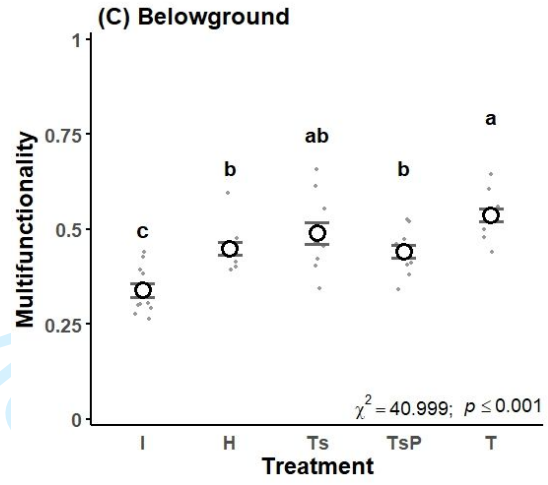 (C) Belowground
1
0.75
0.5
0.25
0
Multifunctionality
c
b
ab
b
a
χ² = 40.999; p ≤ 0.001
I H Ts TsP T
Treatment